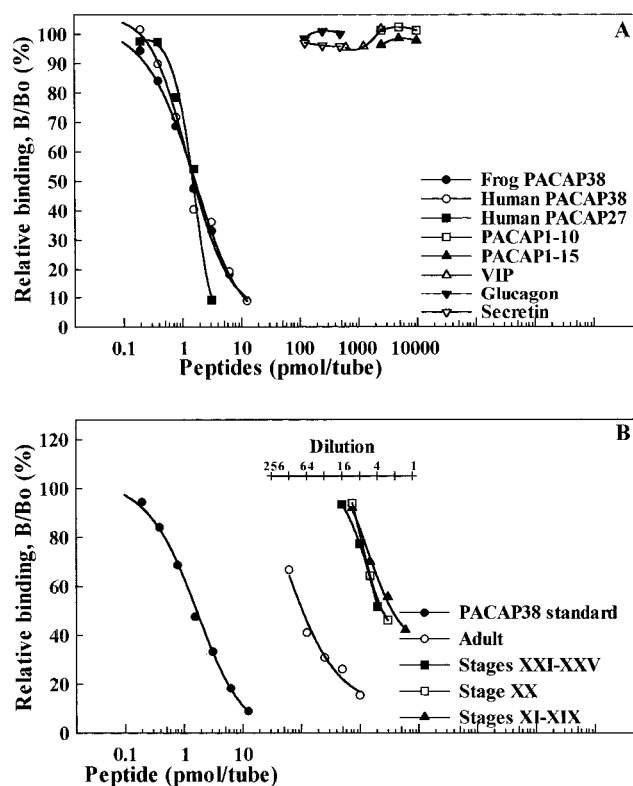 A
Relative binding, B/Bo (%)
100
90
80
70
60
50
40
30
20
10
0
Frog PACAP38
Human PACAP38
Human PACAP27
PACAP1-10
PACAP1-15
VIP
Glucagon
Secretin
0.1 1 10 100 1000 10000
Peptides (pmol/tube)
B
Relative binding, B/Bo (%)
120
100
80
60
40
20
0
Dilution
256 64 16 4 1
PACAP38 standard
Adult
Stages XXI-XXV
Stage XX
Stages XI-XIX
0.1 1 10 100 1000 10000
Peptide (pmol/tube)